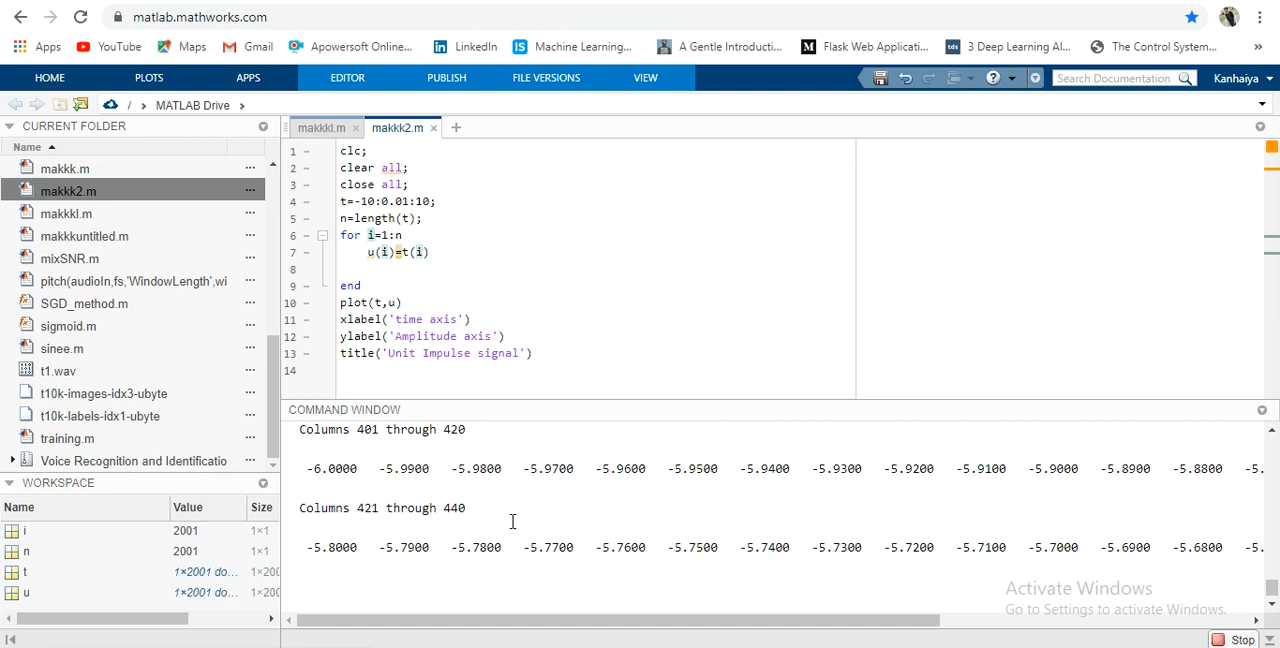 matlab.mathworks.com
Apps YouTube Maps Gmail Apowersoft Online... LinkedIn IS Machine Learning... A Gentle Introducti... M Flask Web Applicati... tds 3 Deep Learning Al... The Control System... »
HOME PLOTS APPS EDITOR PUBLISH FILE VERSIONS VIEW Search Documentation Kanhaiya
/ › MATLAB Drive ›
CURRENT FOLDER
Name
makkk.m
makkk2.m
makkkl.m
makkkuntitled.m
mixSNR.m
pitch(audioIn,fs,'WindowLength',wi
SGD_method.m
sigmoid.m
sinee.m
t1.wav
t10k-images-idx3-ubyte
t10k-labels-idx1-ubyte
training.m
Voice Recognition and Identificatio
WORKSPACE
Name Value Size
i 2001 1×1
n 2001 1×1
t 1×2001 do... 1×200
u 1×2001 do... 1×200
makkkl.m × makkk2.m × +
1 - clc;
2 - clear all;
3 - close all;
4 - t=-10:0.01:10;
5 - n=length(t);
6 - for i=1:n
7 - u(i)=t(i)
8
9 - end
10 - plot(t,u)
11 - xlabel('time axis')
12 - ylabel('Amplitude axis')
13 - title('Unit Impulse signal')
14
COMMAND WINDOW
Columns 401 through 420
-6.0000 -5.9900 -5.9800 -5.9700 -5.9600 -5.9500 -5.9400 -5.9300 -5.9200 -5.9100 -5.9000 -5.8900 -5.8800 -5.
Columns 421 through 440
-5.8000 -5.7900 -5.7800 -5.7700 -5.7600 -5.7500 -5.7400 -5.7300 -5.7200 -5.7100 -5.7000 -5.6900 -5.6800 -5.
Activate Windows
Go to Settings to activate Windows.
Stop